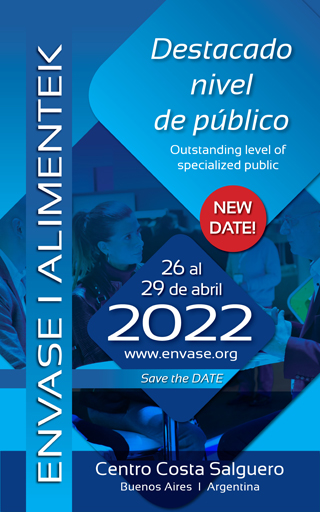 ENVASE I ALIMENTEK
Destacado
nivel
de público
Outstanding level of
specialized public
NEW
DATE!
26 al
29 de abril
2022
www.envase.org
Save the DATE
Centro Costa Salguero
Buenos Aires I Argentina